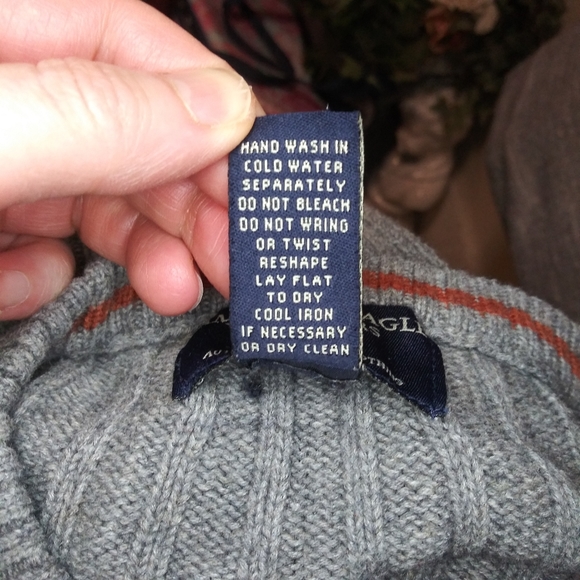 HAND WASH IN
COLD WATER
SEPARATELY
DO NOT BLEACH
DO NOT WRING
OR TWIST
RESHAPE
LAY FLAT
TO DRY
COOL IRON
IF NECESSARY
OR DRY CLEAN